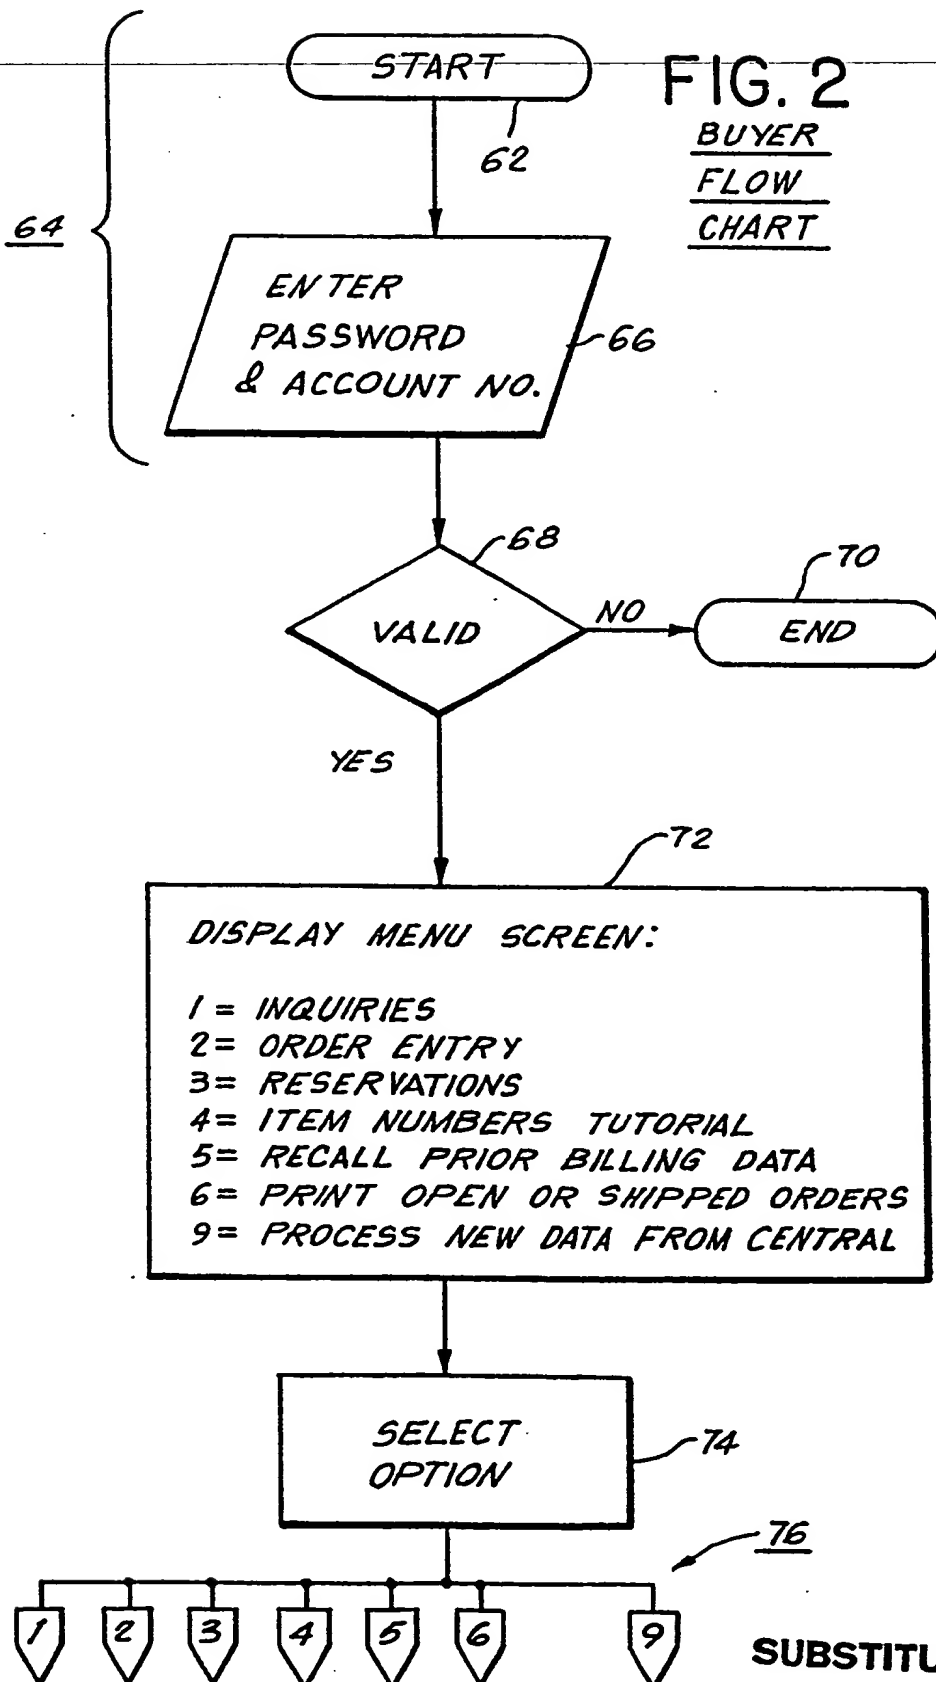 START
FIG. 2
BUYER
FLOW
CHART
62
64
ENTER
PASSWORD
& ACCOUNT NO.
66
68
VALID
NO
70
END
YES
72
DISPLAY MENU SCREEN:
1 = INQUIRIES
2 = ORDER ENTRY
3 = RESERVATIONS
4 = ITEM NUMBERS TUTORIAL
5 = RECALL PRIOR BILLING DATA
6 = PRINT OPEN OR SHIPPED ORDERS
9 = PROCESS NEW DATA FROM CENTRAL
SELECT
OPTION
74
76
1 2 3 4 5 6 9
SUBSTITU